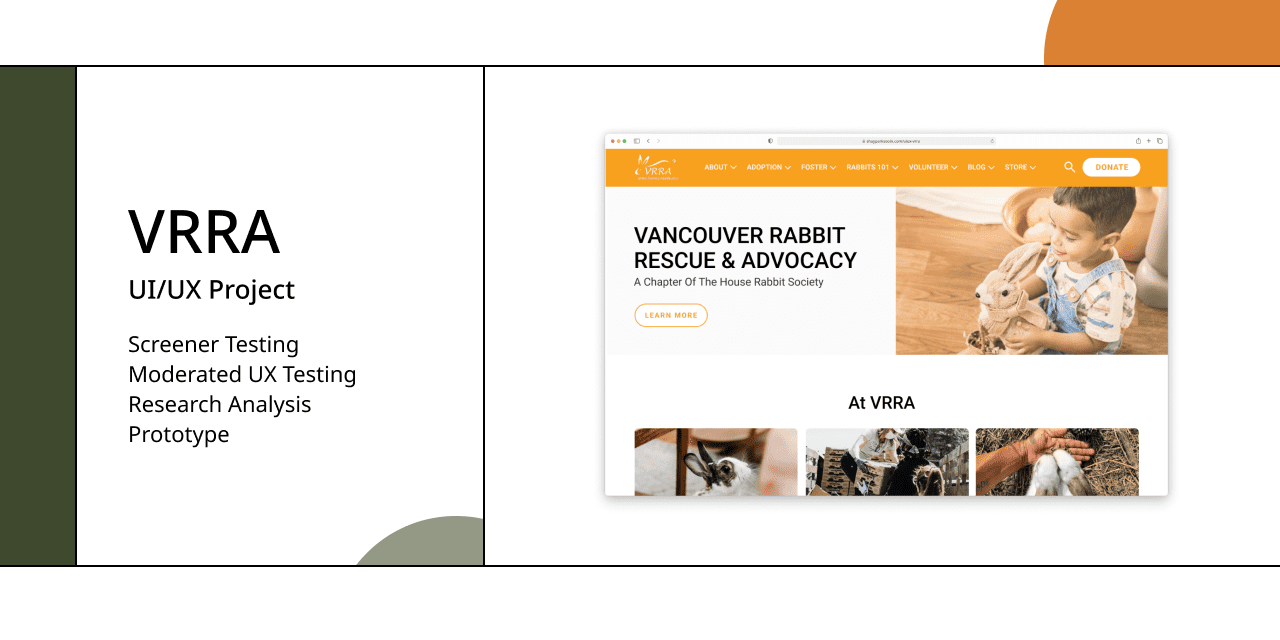 VRRA
UI/UX Project
Screener Testing
Moderated UX Testing
Research Analysis
Prototype
VRRA
ABOUT ADOPTION FOSTER RABBITS 101 VOLUNTEER BLOG STORE DONATE
VANCOUVER RABBIT
RESCUE & ADVOCACY
A Chapter Of The House Rabbit Society
LEARN MORE
At VRRA